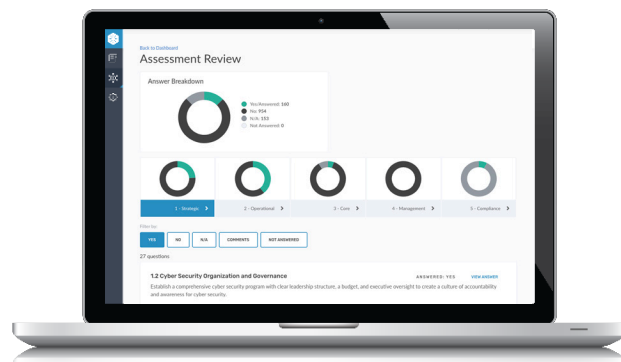 Back to Dashboard
Assessment Review
Answer Breakdown
Yes/Answered: 160
No: 934
N/A: 153
Not Answered: 0
1 - Strategic
2 - Operational
3 - Core
4 - Management
5 - Compliance
Filter by:
YES
NO
N/A
COMMENTS
NOT ANSWERED
27 questions
1.2 Cyber Security Organization and Governance
ANSWERED: YES
VIEW ANSWER
Establish a comprehensive cyber security program with clear leadership structure, a budget, and executive oversight to create a culture of accountability
and awareness for cyber security.